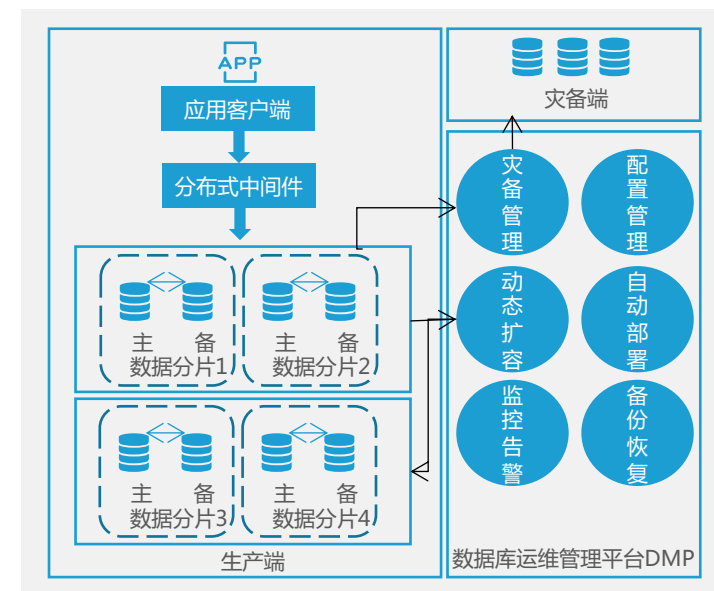 APP
应用客户端
分布式中间件
主 备 主 备
数据分片1 数据分片2
主 备 主 备
数据分片3 数据分片4
生产端
灾备端
灾备管理
配置管理
动态扩容
自动部署
监控告警
备份恢复
数据库运维管理平台DMP